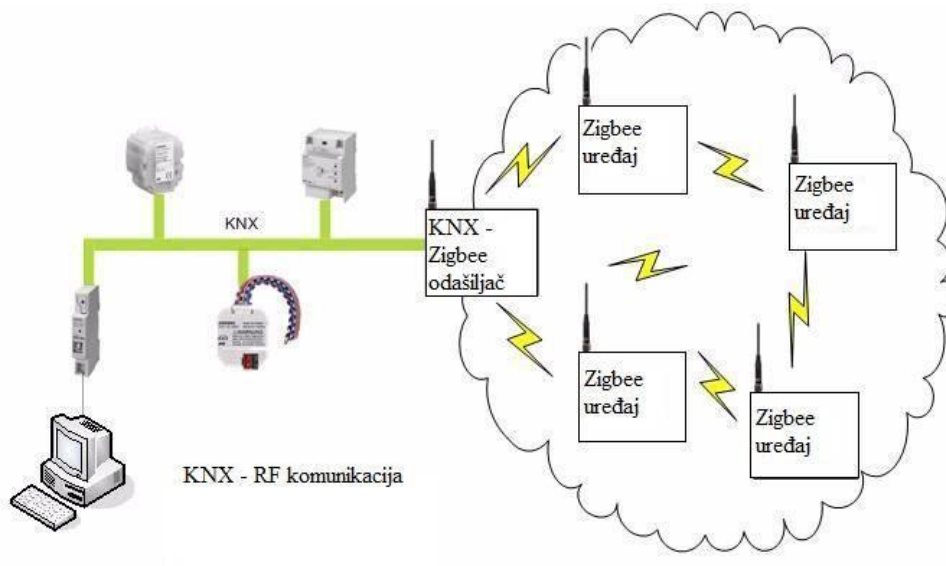 Zigbee
uređaj
Zigbee
uređaj
KNX
KNX -
Zigbee
odašiljač
Zigbee
uređaj
Zigbee
uređaj
KNX - RF komunikacija